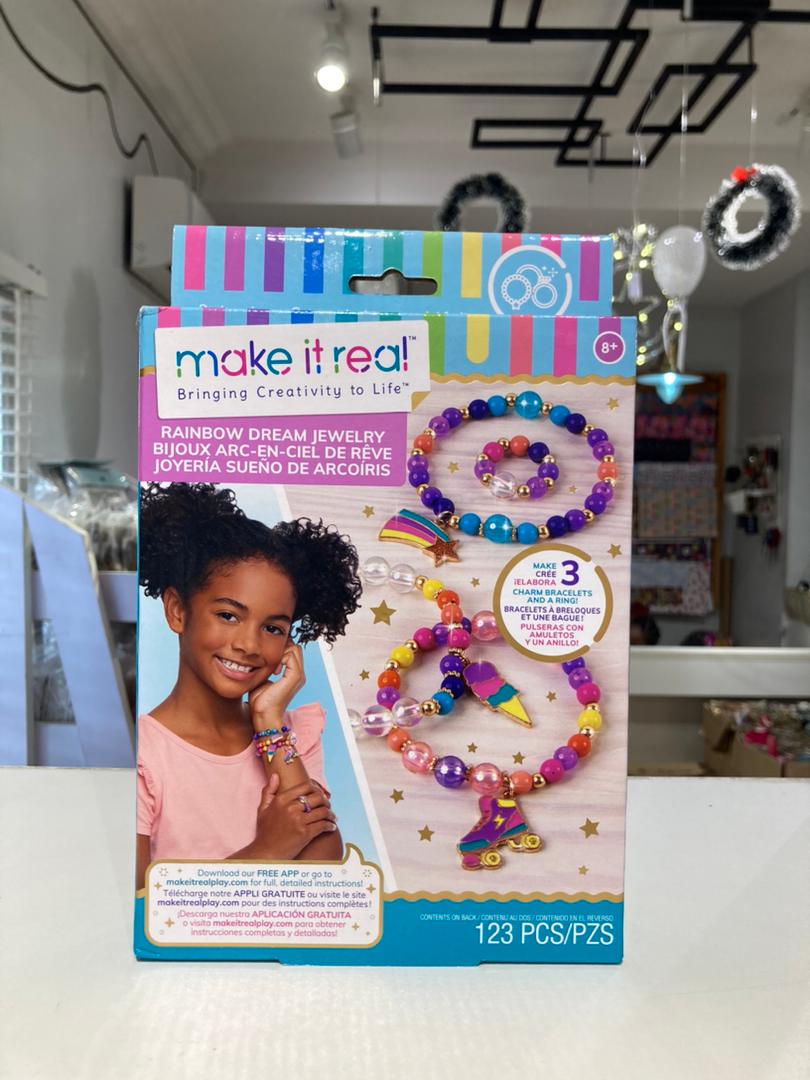 make it real™
Bringing Creativity to Life™
8+
RAINBOW DREAM JEWELRY
BIJOUX ARC-EN-CIEL DE RÊVE
JOYERÍA SUEÑO DE ARCOÍRIS
MAKE
CRÉE
¡ELABORA 3
CHARM BRACELETS
AND A RING!
BRACELETS À BRELOQUES
ET UNE BAGUE!
PULSERAS CON
AMULETOS
Y UN ANILLO!
Download our FREE APP or go to
makeitrealplay.com for full, detailed instructions!
Télécharge notre APPLI GRATUITE ou visite le site
makeitrealplay.com pour des instructions complètes!
¡Descarga nuestra APLICACIÓN GRATUITA
o visita makeitrealplay.com para obtener
instrucciones completas y detalladas!
CONTENTS ON BACK / CONTENU AU DOS / CONTENIDO EN EL REVERSO
123 PCS/PZS